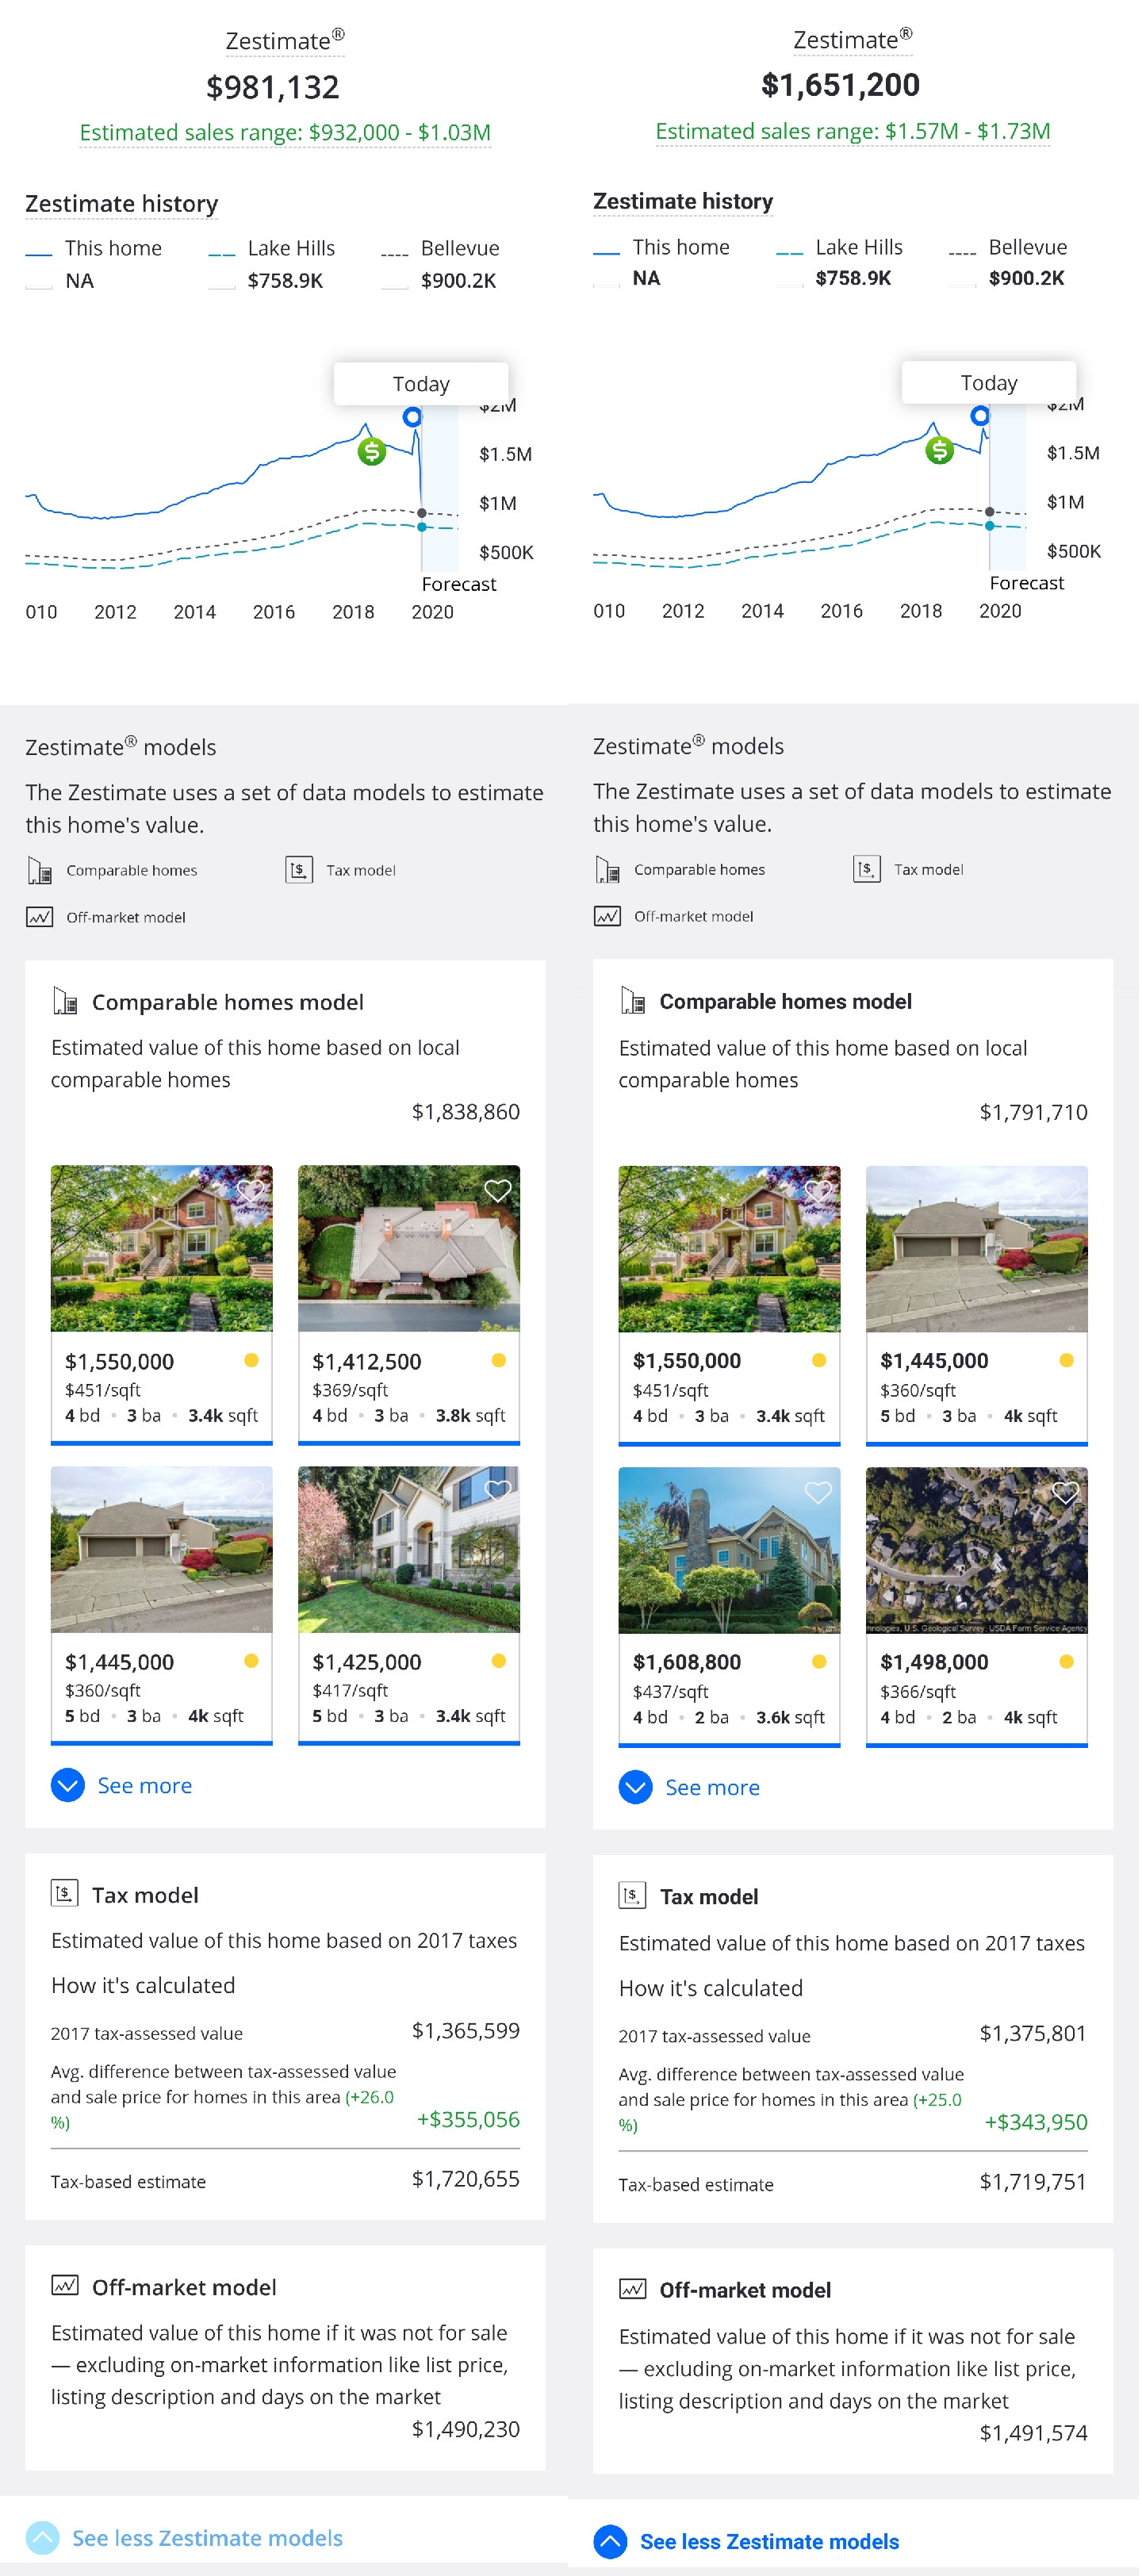 Zestimate®
$981,132
Estimated sales range: $932,000 - $1.03M
Zestimate history
This home
NA
Lake Hills
$758.9K
Bellevue
$900.2K
Today
$2M
$1.5M
$1M
$500K
Forecast
010 2012 2014 2016 2018 2020
Zestimate® models
The Zestimate uses a set of data models to estimate
this home's value.
Comparable homes
Tax model
Off-market model
Comparable homes model
Estimated value of this home based on local
comparable homes
$1,838,860
$1,550,000
$451/sqft
4 bd • 3 ba • 3.4k sqft
$1,412,500
$369/sqft
4 bd • 3 ba • 3.8k sqft
$1,445,000
$360/sqft
5 bd • 3 ba • 4k sqft
$1,425,000
$417/sqft
5 bd • 3 ba • 3.4k sqft
See more
Tax model
Estimated value of this home based on 2017 taxes
How it's calculated
2017 tax-assessed value $1,365,599
Avg. difference between tax-assessed value
and sale price for homes in this area (+26.0
%) +$355,056
Tax-based estimate $1,720,655
Off-market model
Estimated value of this home if it was not for sale
— excluding on-market information like list price,
listing description and days on the market
$1,490,230
See less Zestimate models
Zestimate®
$1,651,200
Estimated sales range: $1.57M - $1.73M
Zestimate history
This home
NA
Lake Hills
$758.9K
Bellevue
$900.2K
Today
$2M
$1.5M
$1M
$500K
Forecast
010 2012 2014 2016 2018 2020
Zestimate® models
The Zestimate uses a set of data models to estimate
this home's value.
Comparable homes
Tax model
Off-market model
Comparable homes model
Estimated value of this home based on local
comparable homes
$1,791,710
$1,550,000
$451/sqft
4 bd • 3 ba • 3.4k sqft
$1,445,000
$360/sqft
5 bd • 3 ba • 4k sqft
$1,608,800
$437/sqft
4 bd • 2 ba • 3.6k sqft
hnologies, U.S. Geological Survey, USDA Farm Service Agency
$1,498,000
$366/sqft
4 bd • 2 ba • 4k sqft
See more
Tax model
Estimated value of this home based on 2017 taxes
How it's calculated
2017 tax-assessed value $1,375,801
Avg. difference between tax-assessed value
and sale price for homes in this area (+25.0
%) +$343,950
Tax-based estimate $1,719,751
Off-market model
Estimated value of this home if it was not for sale
— excluding on-market information like list price,
listing description and days on the market
$1,491,574
See less Zestimate models